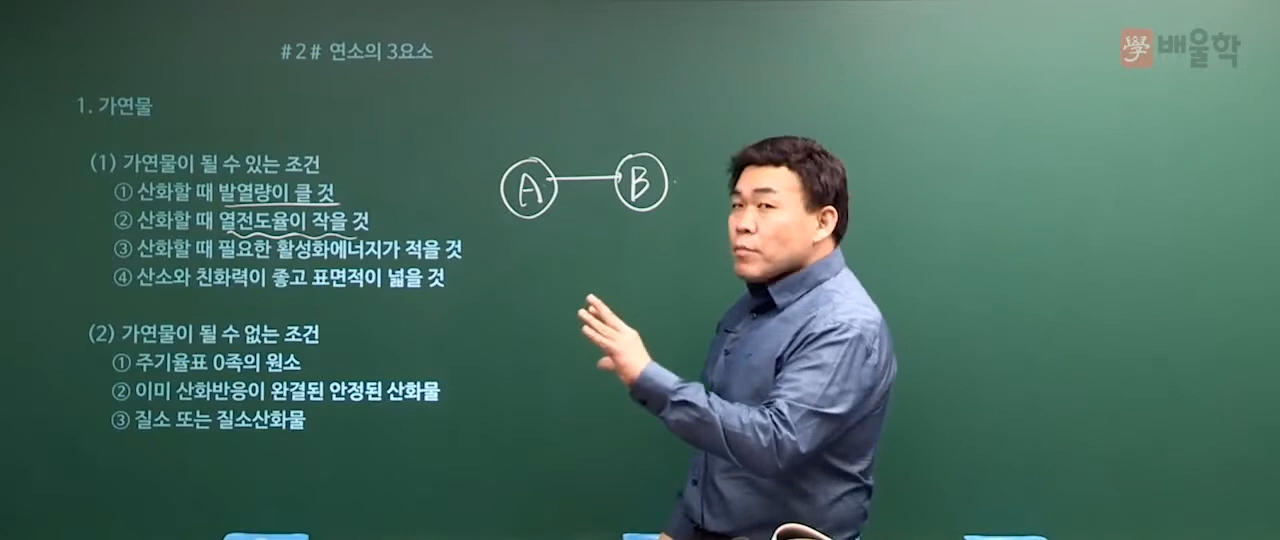 #2# 연소의 3요소
學 배울학
1. 가연물
(1) 가연물이 될 수 있는 조건
① 산화할 때 발열량이 클 것
② 산화할 때 열전도율이 작을 것
③ 산화할 때 필요한 활성화에너지가 적을 것
④ 산소와 친화력이 좋고 표면적이 넓을 것
A B
(2) 가연물이 될 수 없는 조건
① 주기율표 0족의 원소
② 이미 산화반응이 완결된 안정된 산화물
③ 질소 또는 질소산화물